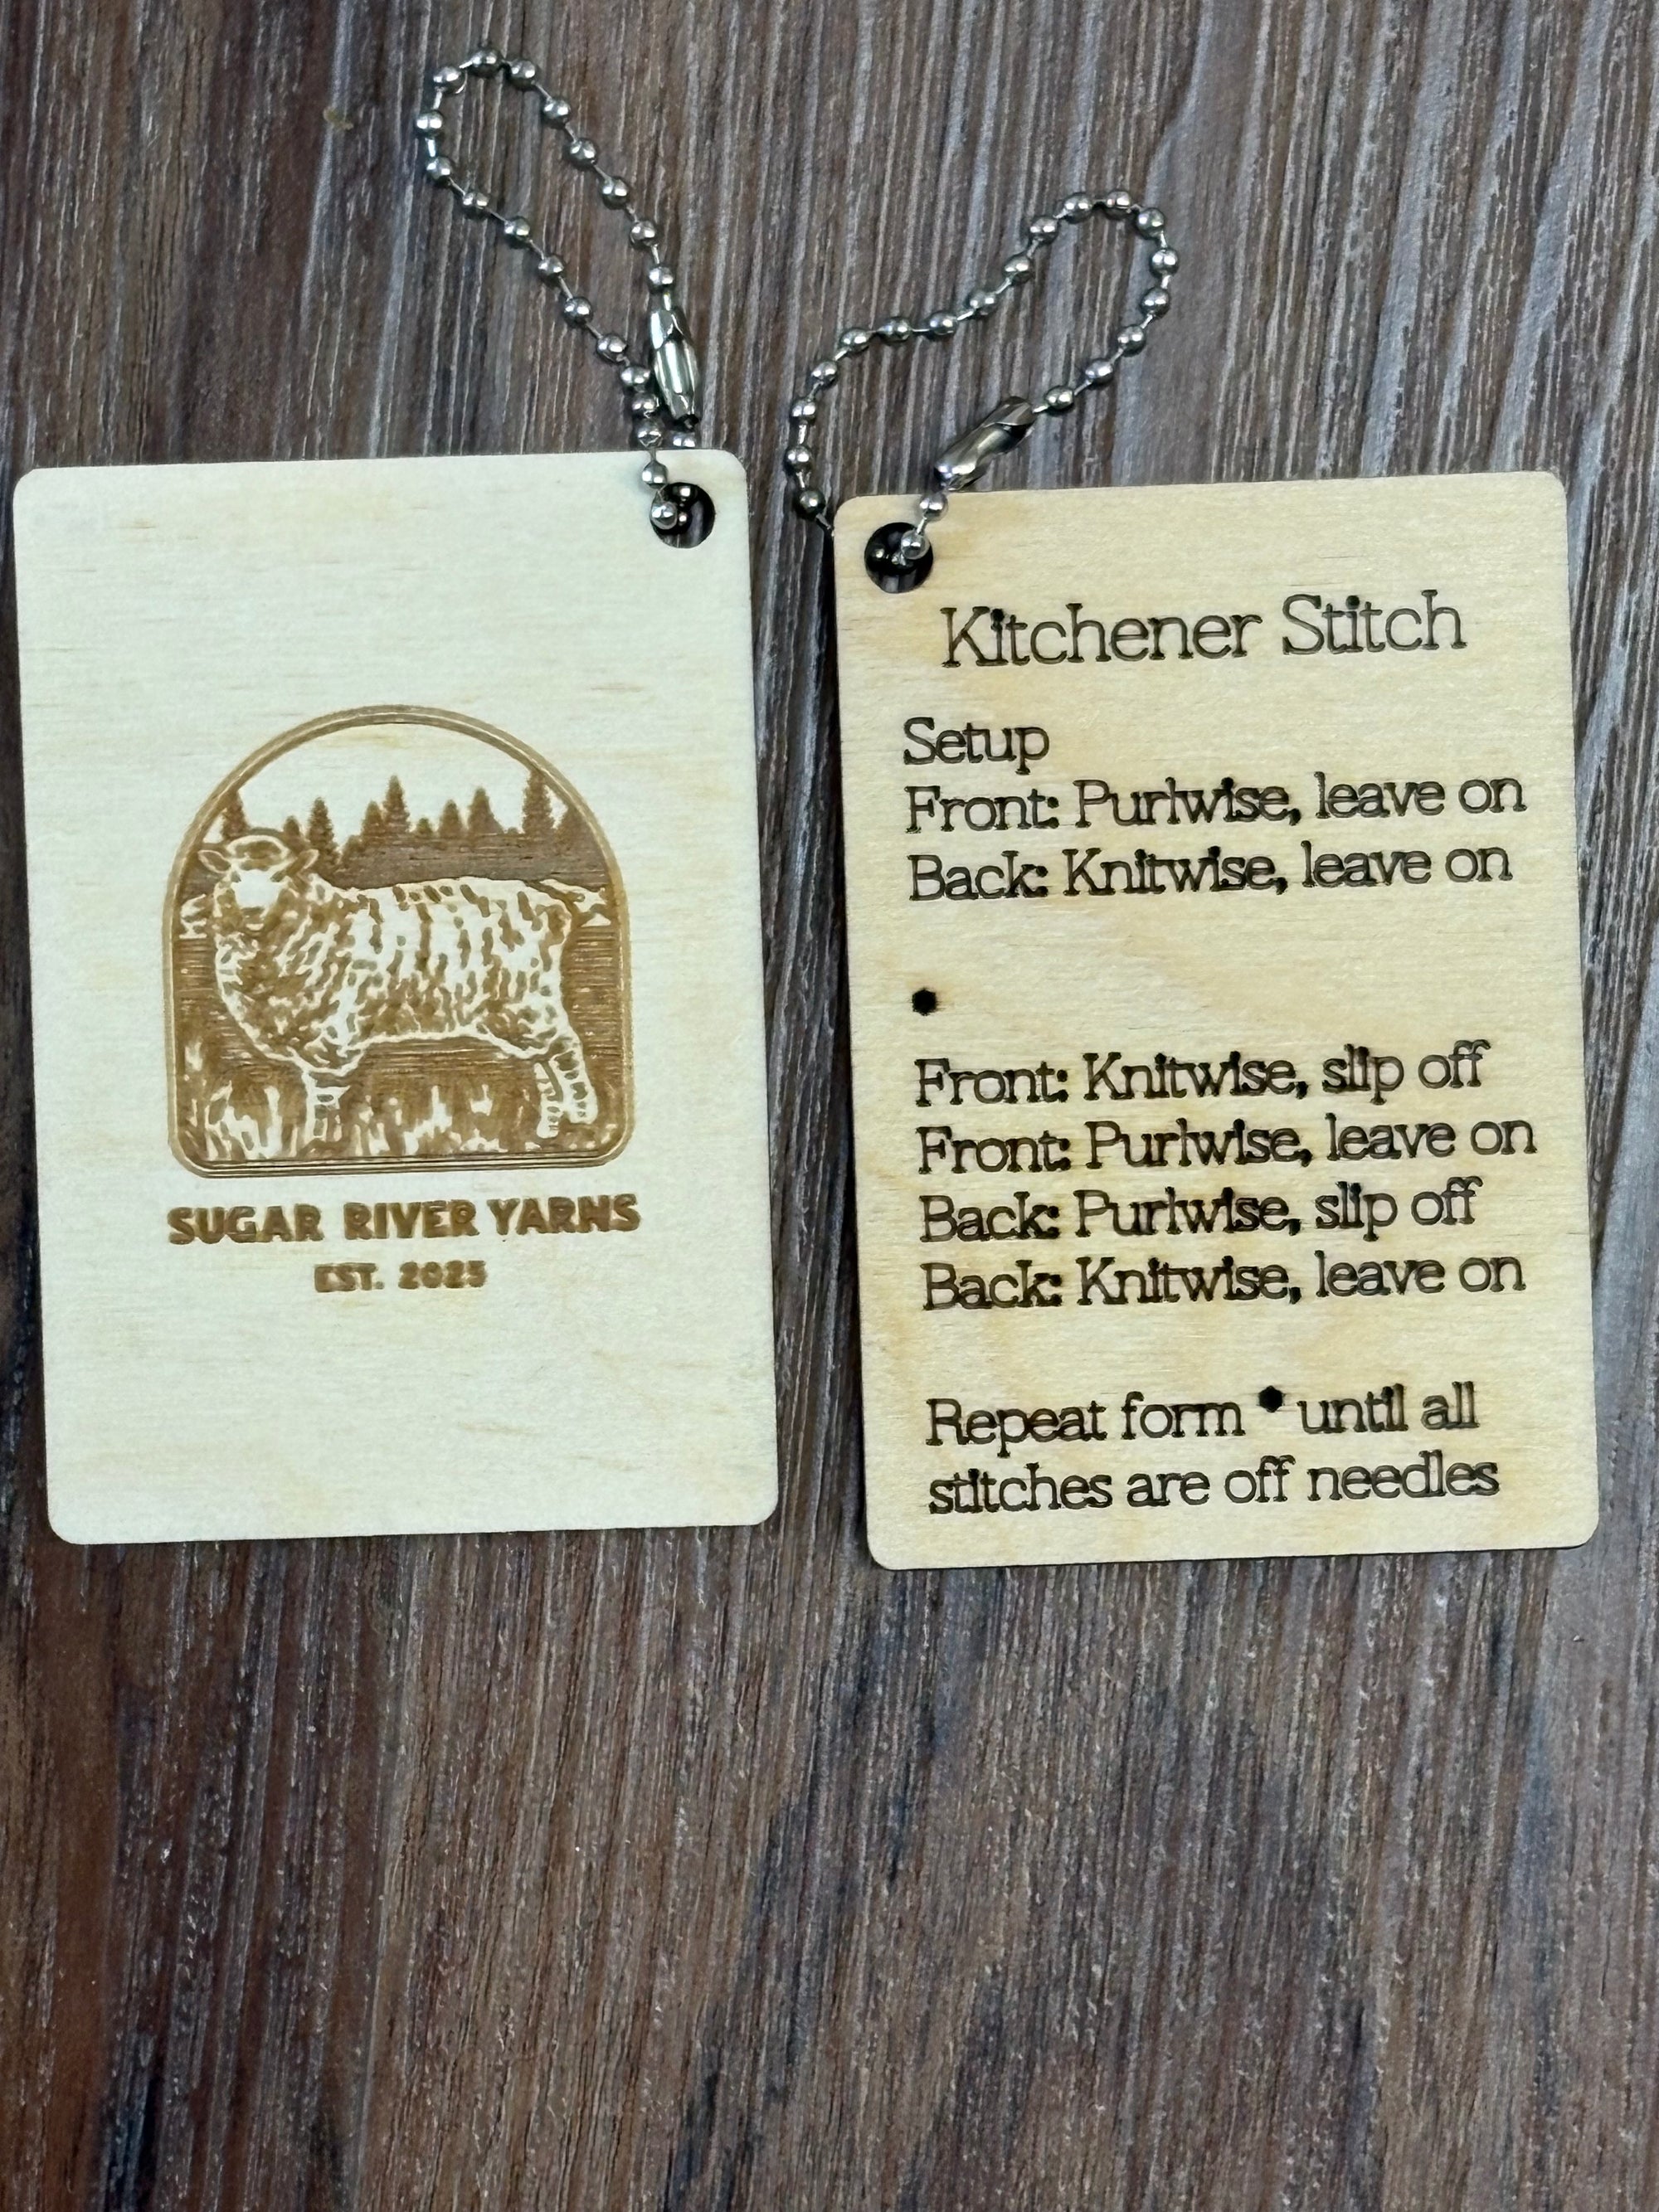 SUGAR RIVER YARNS
EST. 2025
Kitchener Stitch
Setup
Front: Purlwise, leave on
Back: Knitwise, leave on
*
Front: Knitwise, slip off
Front: Purlwise, leave on
Back: Purlwise, slip off
Back: Knitwise, leave on
Repeat form * until all
stitches are off needles